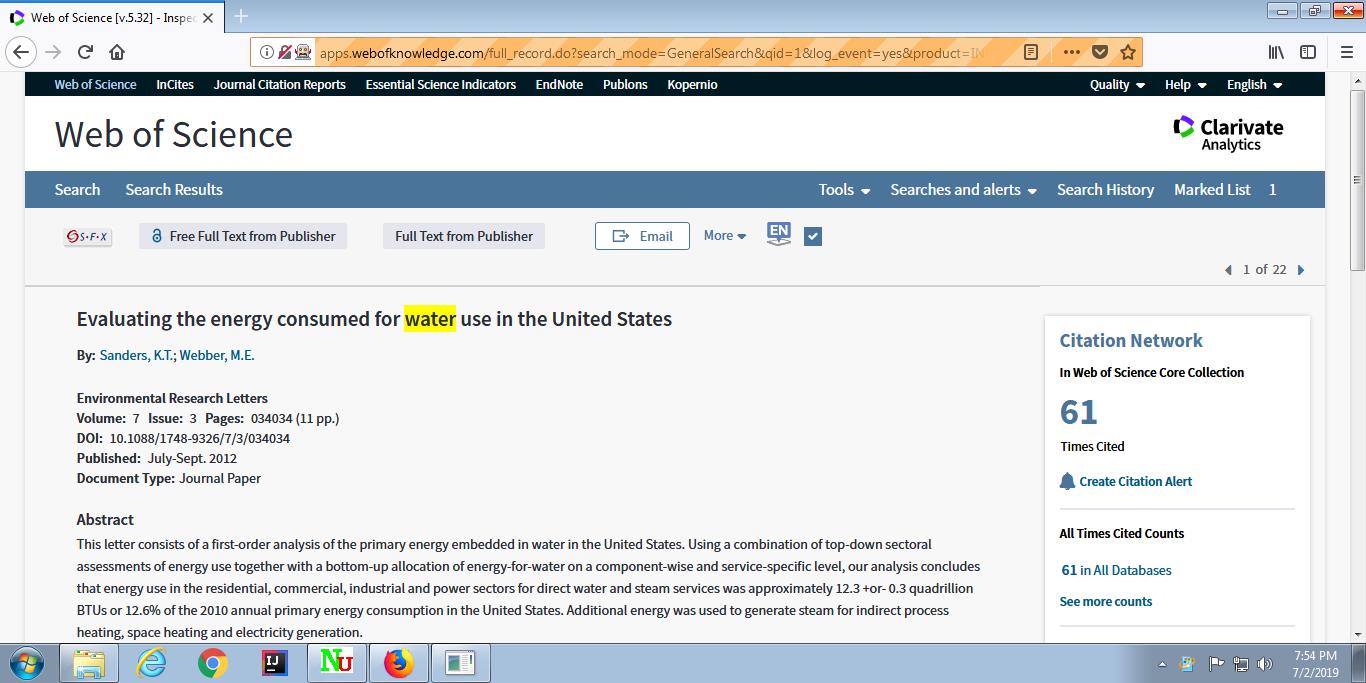 Web of Science [v.5.32] - Inspec
apps.webofknowledge.com/full_record.do?search_mode=GeneralSearch&qid=1&log_event=yes&product=IN
Web of Science InCites Journal Citation Reports Essential Science Indicators EndNote Publons Kopernio Quality Help English
Web of Science
Clarivate
Analytics
Search Search Results Tools Searches and alerts Search History Marked List 1
S·F·X Free Full Text from Publisher Full Text from Publisher Email More EN
1 of 22
Evaluating the energy consumed for water use in the United States
By: Sanders, K.T.; Webber, M.E.
Environmental Research Letters
Volume: 7 Issue: 3 Pages: 034034 (11 pp.)
DOI: 10.1088/1748-9326/7/3/034034
Published: July-Sept. 2012
Document Type: Journal Paper
Abstract
This letter consists of a first-order analysis of the primary energy embedded in water in the United States. Using a combination of top-down sectoral
assessments of energy use together with a bottom-up allocation of energy-for-water on a component-wise and service-specific level, our analysis concludes
that energy use in the residential, commercial, industrial and power sectors for direct water and steam services was approximately 12.3 +or- 0.3 quadrillion
BTUs or 12.6% of the 2010 annual primary energy consumption in the United States. Additional energy was used to generate steam for indirect process
heating, space heating and electricity generation.
Citation Network
In Web of Science Core Collection
61
Times Cited
Create Citation Alert
All Times Cited Counts
61 in All Databases
See more counts
IJ
NU
7:54 PM
7/2/2019